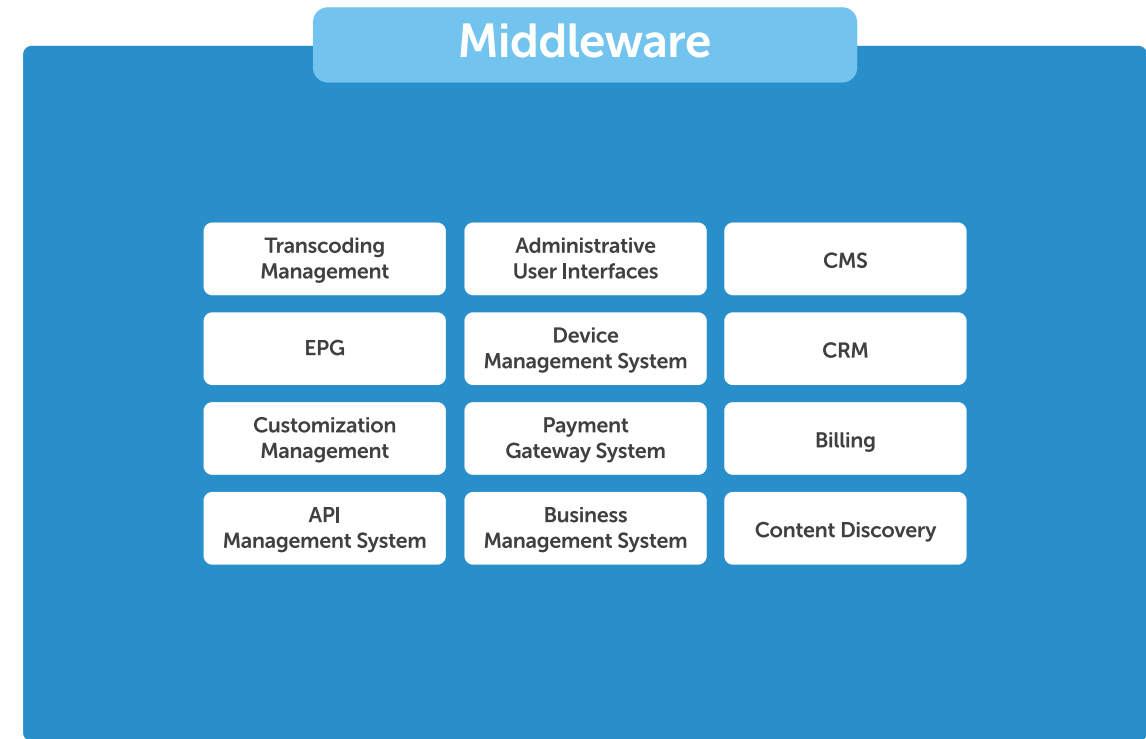 Middleware
Transcoding
Management
Administrative
User Interfaces
CMS
EPG
Device
Management System
CRM
Customization
Management
Payment
Gateway System
Billing
API
Management System
Business
Management System
Content Discovery